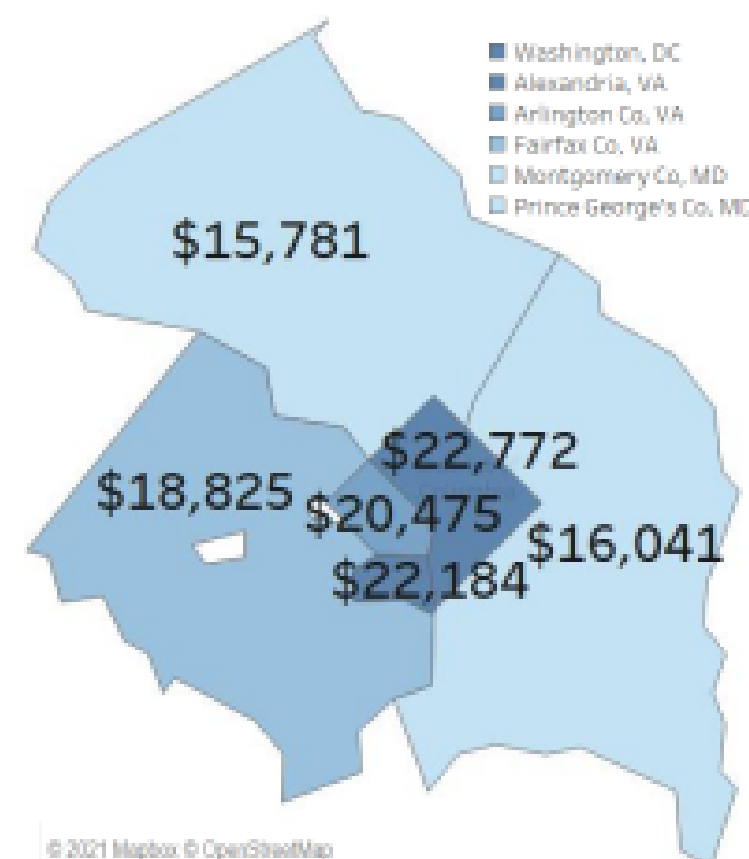 Washington, DC
Alexandria, VA
Arlington Co, VA
Fairfax Co, VA
Montgomery Co, MD
Prince George's Co, MD
$15,781
$22,772
$18,825
$20,475
$16,041
$22,184
© 2021 Mapbox © OpenStreetMap